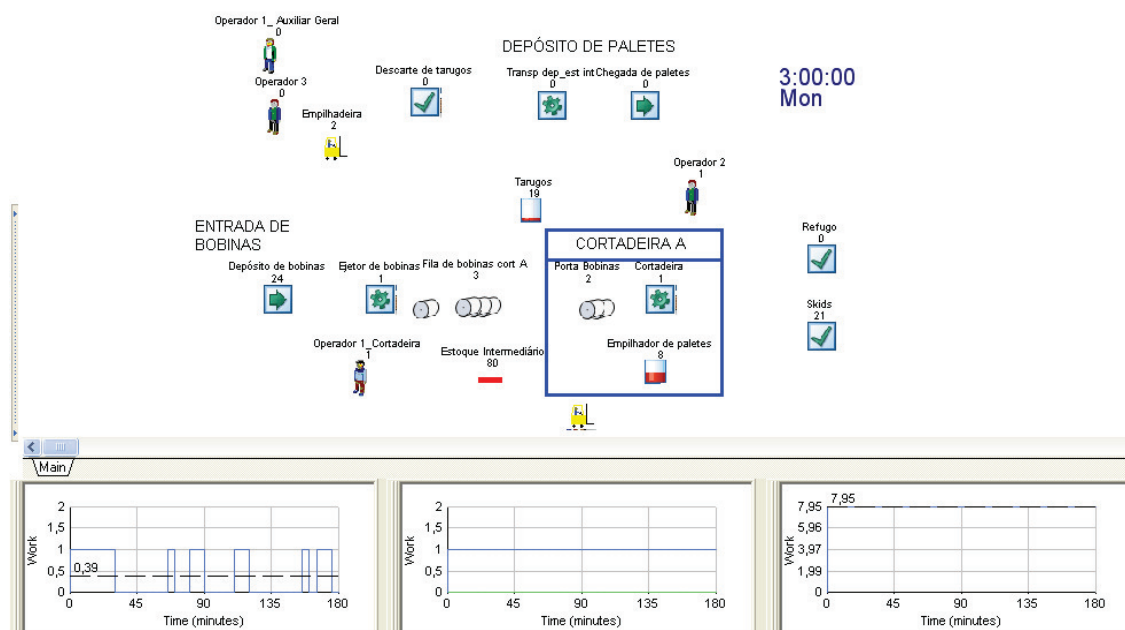 Operador 1_ Auxiliar Geral
0
Operador 3
0
Empilhadeira
2
Descarte de tarugos
0
DEPÓSITO DE PALETES
Transp dep_est int
0
Chegada de paletes
0
3:00:00
Mon
Tarugos
19
Operador 2
1
ENTRADA DE
BOBINAS
Depósito de bobinas
24
Ejetor de bobinas
1
Fila de bobinas cort A
3
CORTADEIRA A
Porta Bobinas
2
Cortadeira
1
Refugo
0
Skids
21
Operador 1_Cortadeira
1
Estoque Intermediário
80
Empilhador de paletes
8
Main
2
1,5
1
0,5
0
0,39
Work
0 45 90 135 180
Time (minutes)
2
1,5
1
0,5
0
Work
0 45 90 135 180
Time (minutes)
7,95
7,95
5,96
3,97
1,99
0
Work
0 45 90 135 180
Time (minutes)